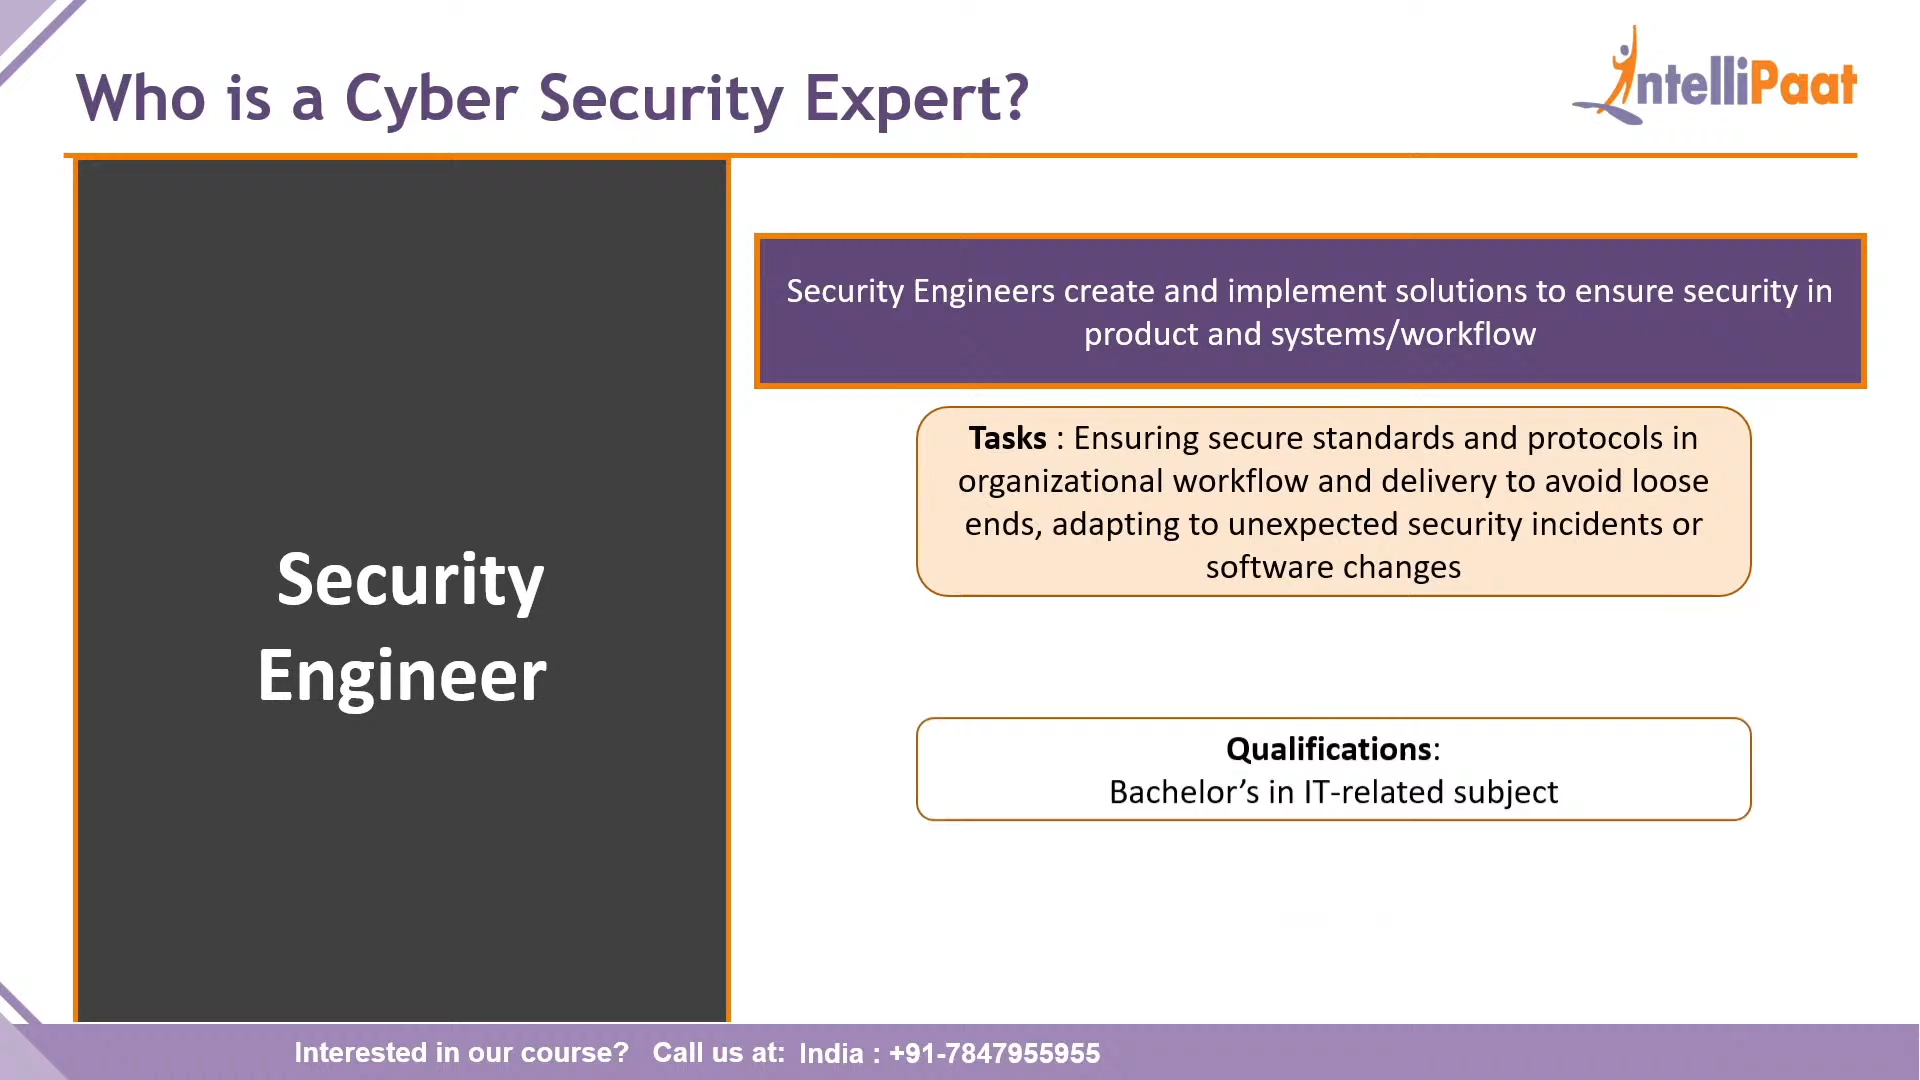 Who is a Cyber Security Expert?
IntelliPaat
Security
Engineer
Security Engineers create and implement solutions to ensure security in
product and systems/workflow
Tasks : Ensuring secure standards and protocols in
organizational workflow and delivery to avoid loose
ends, adapting to unexpected security incidents or
software changes
Qualifications:
Bachelor’s in IT-related subject
Interested in our course? Call us at: India : +91-7847955955